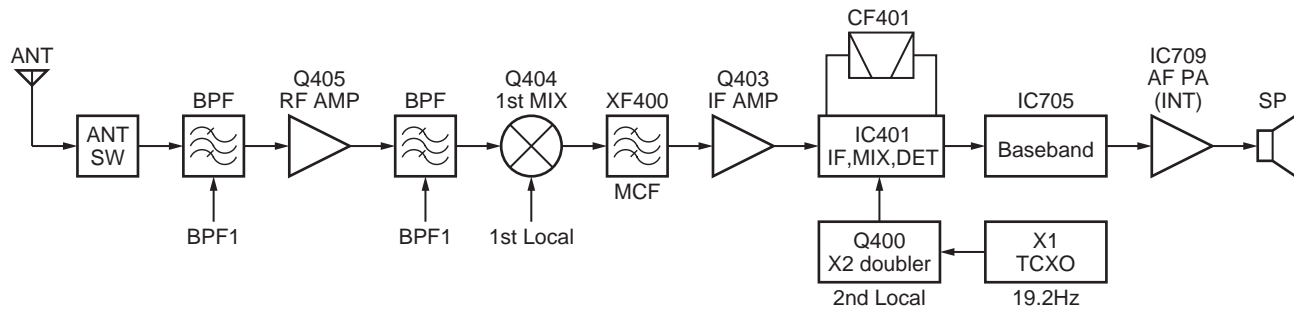 ANT
ANT
SW
BPF
BPF1
Q405
RF AMP
BPF
BPF1
Q404
1st MIX
1st Local
XF400
MCF
Q403
IF AMP
CF401
IC401
IF,MIX,DET
Q400
X2 doubler
2nd Local
X1
TCXO
19.2Hz
IC705
Baseband
IC709
AF PA
(INT)
SP